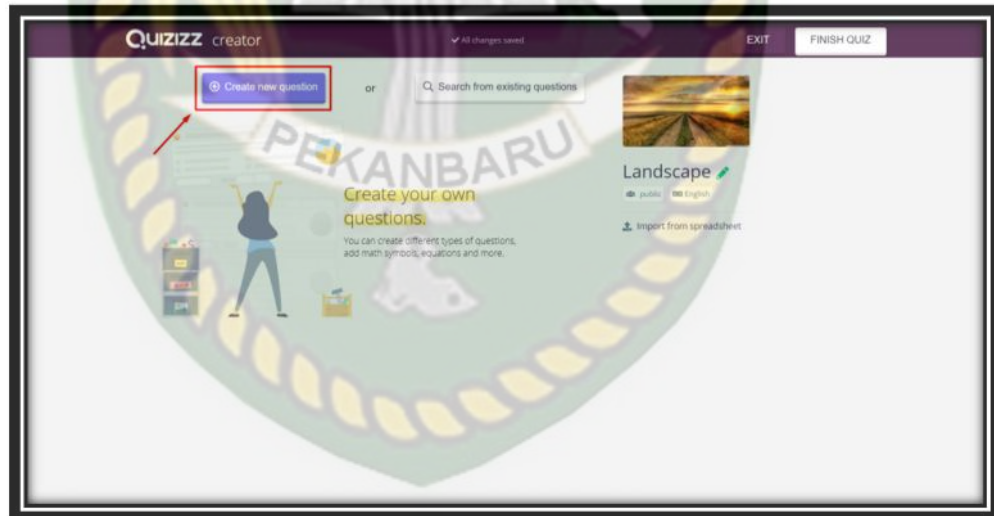 QUIZIZZ creator
✓ All changes saved
EXIT
FINISH QUIZ
Create new question
or
Search from existing questions
PEKANBARU
Landscape
public
English
Import from spreadsheet
Create your own
questions.
You can create different types of questions,
add math symbols, equations and more.